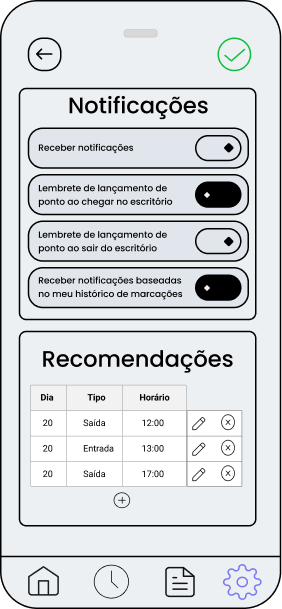 Notificações
Receber notificações
Lembrete de lançamento de
ponto ao chegar no escritório
Lembrete de lançamento de
ponto ao sair do escritório
Receber notificações baseadas
no meu histórico de marcações
Recomendações
Dia Tipo Horário
20 Saída 12:00
20 Entrada 13:00
20 Saída 17:00